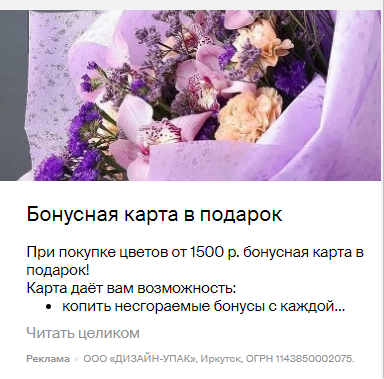 Бонусная карта в подарок
При покупке цветов от 1500 р. бонусная карта в
подарок!
Карта даёт вам возможность:
• копить несгораемые бонусы с каждой...
Читать целиком
Реклама • ООО «ДИЗАЙН-УПАК», Иркутск, ОГРН 1143850002075.